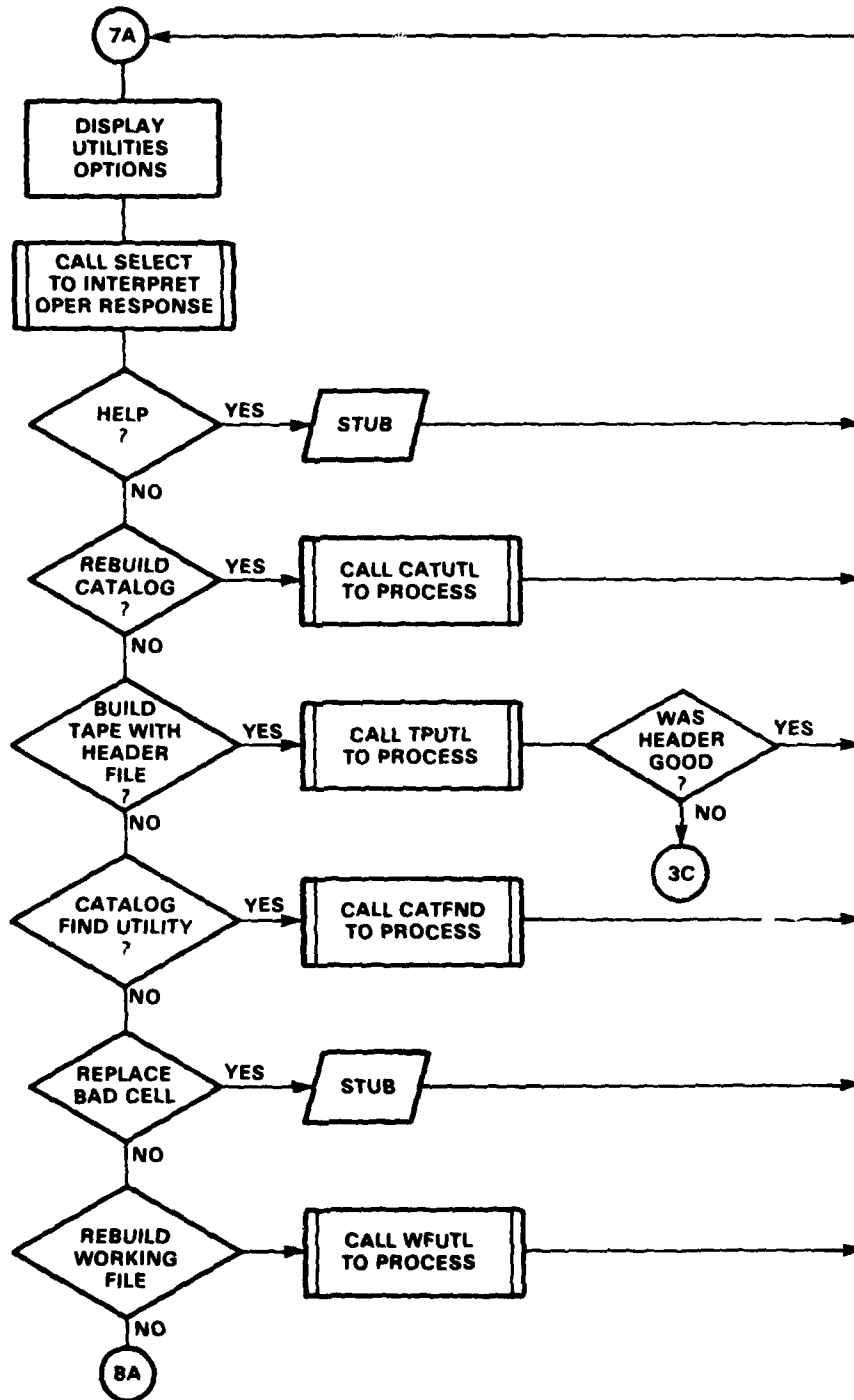 7A
DISPLAY
UTILITIES
OPTIONS
CALL SELECT
TO INTERPRET
OPER RESPONSE
HELP
?
YES
STUB
NO
REBUILD
CATALOG
?
YES
CALL CATUTL
TO PROCESS
NO
BUILD
TAPE WITH
HEADER
FILE
?
YES
CALL TPUTL
TO PROCESS
WAS
HEADER
GOOD
?
YES
NO
3C
NO
CATALOG
FIND UTILITY
?
YES
CALL CATFND
TO PROCESS
NO
REPLACE
BAD CELL
YES
STUB
NO
REBUILD
WORKING
FILE
CALL WFUTL
TO PROCESS
NO
8A